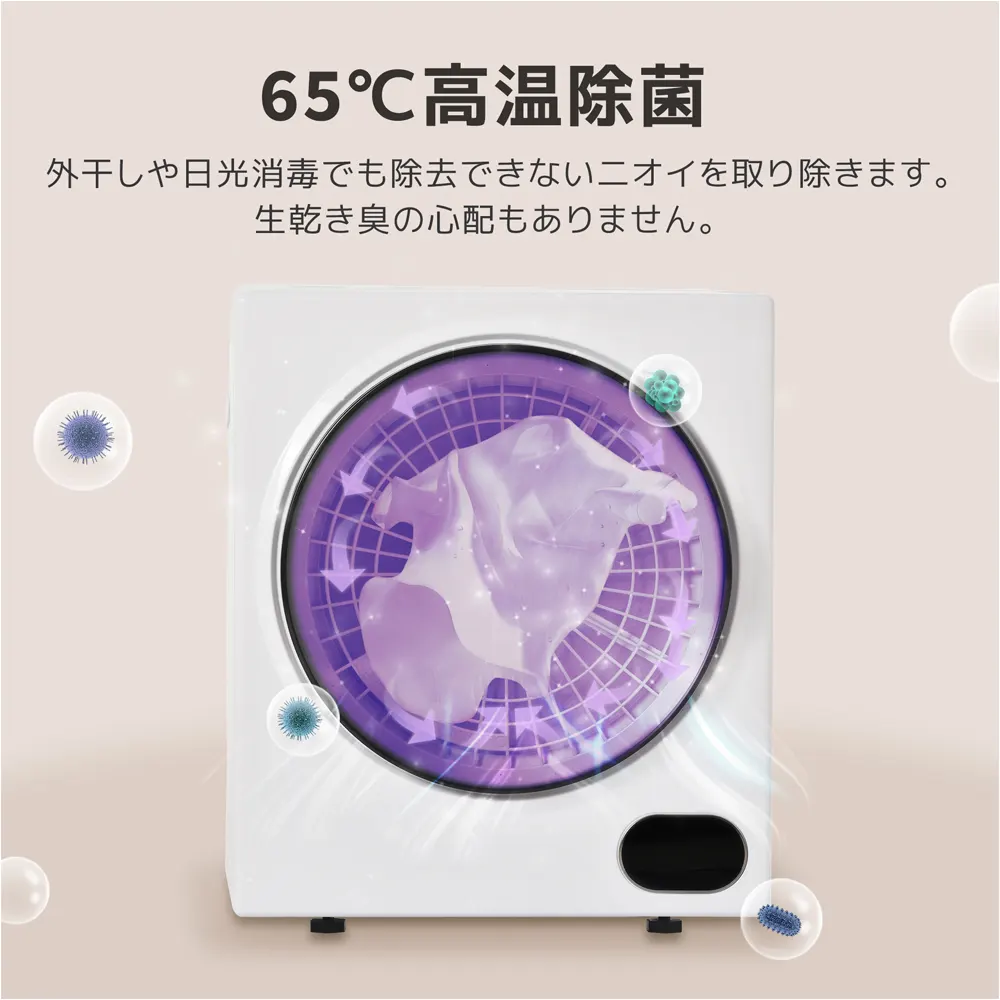 65℃高温除菌
外干しや日光消毒でも除去できないニオイを取り除きます。
生乾き臭の心配もありません。